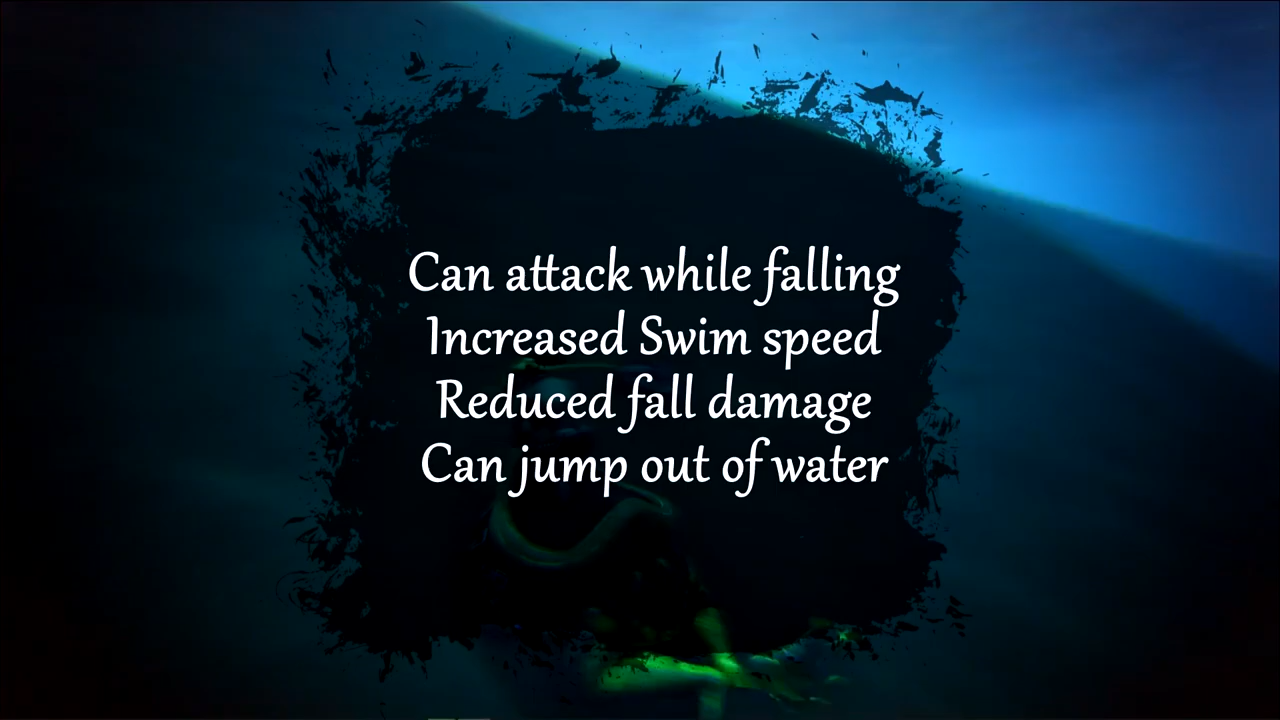 Can attack while falling
Increased Swim speed
Reduced fall damage
Can jump out of water